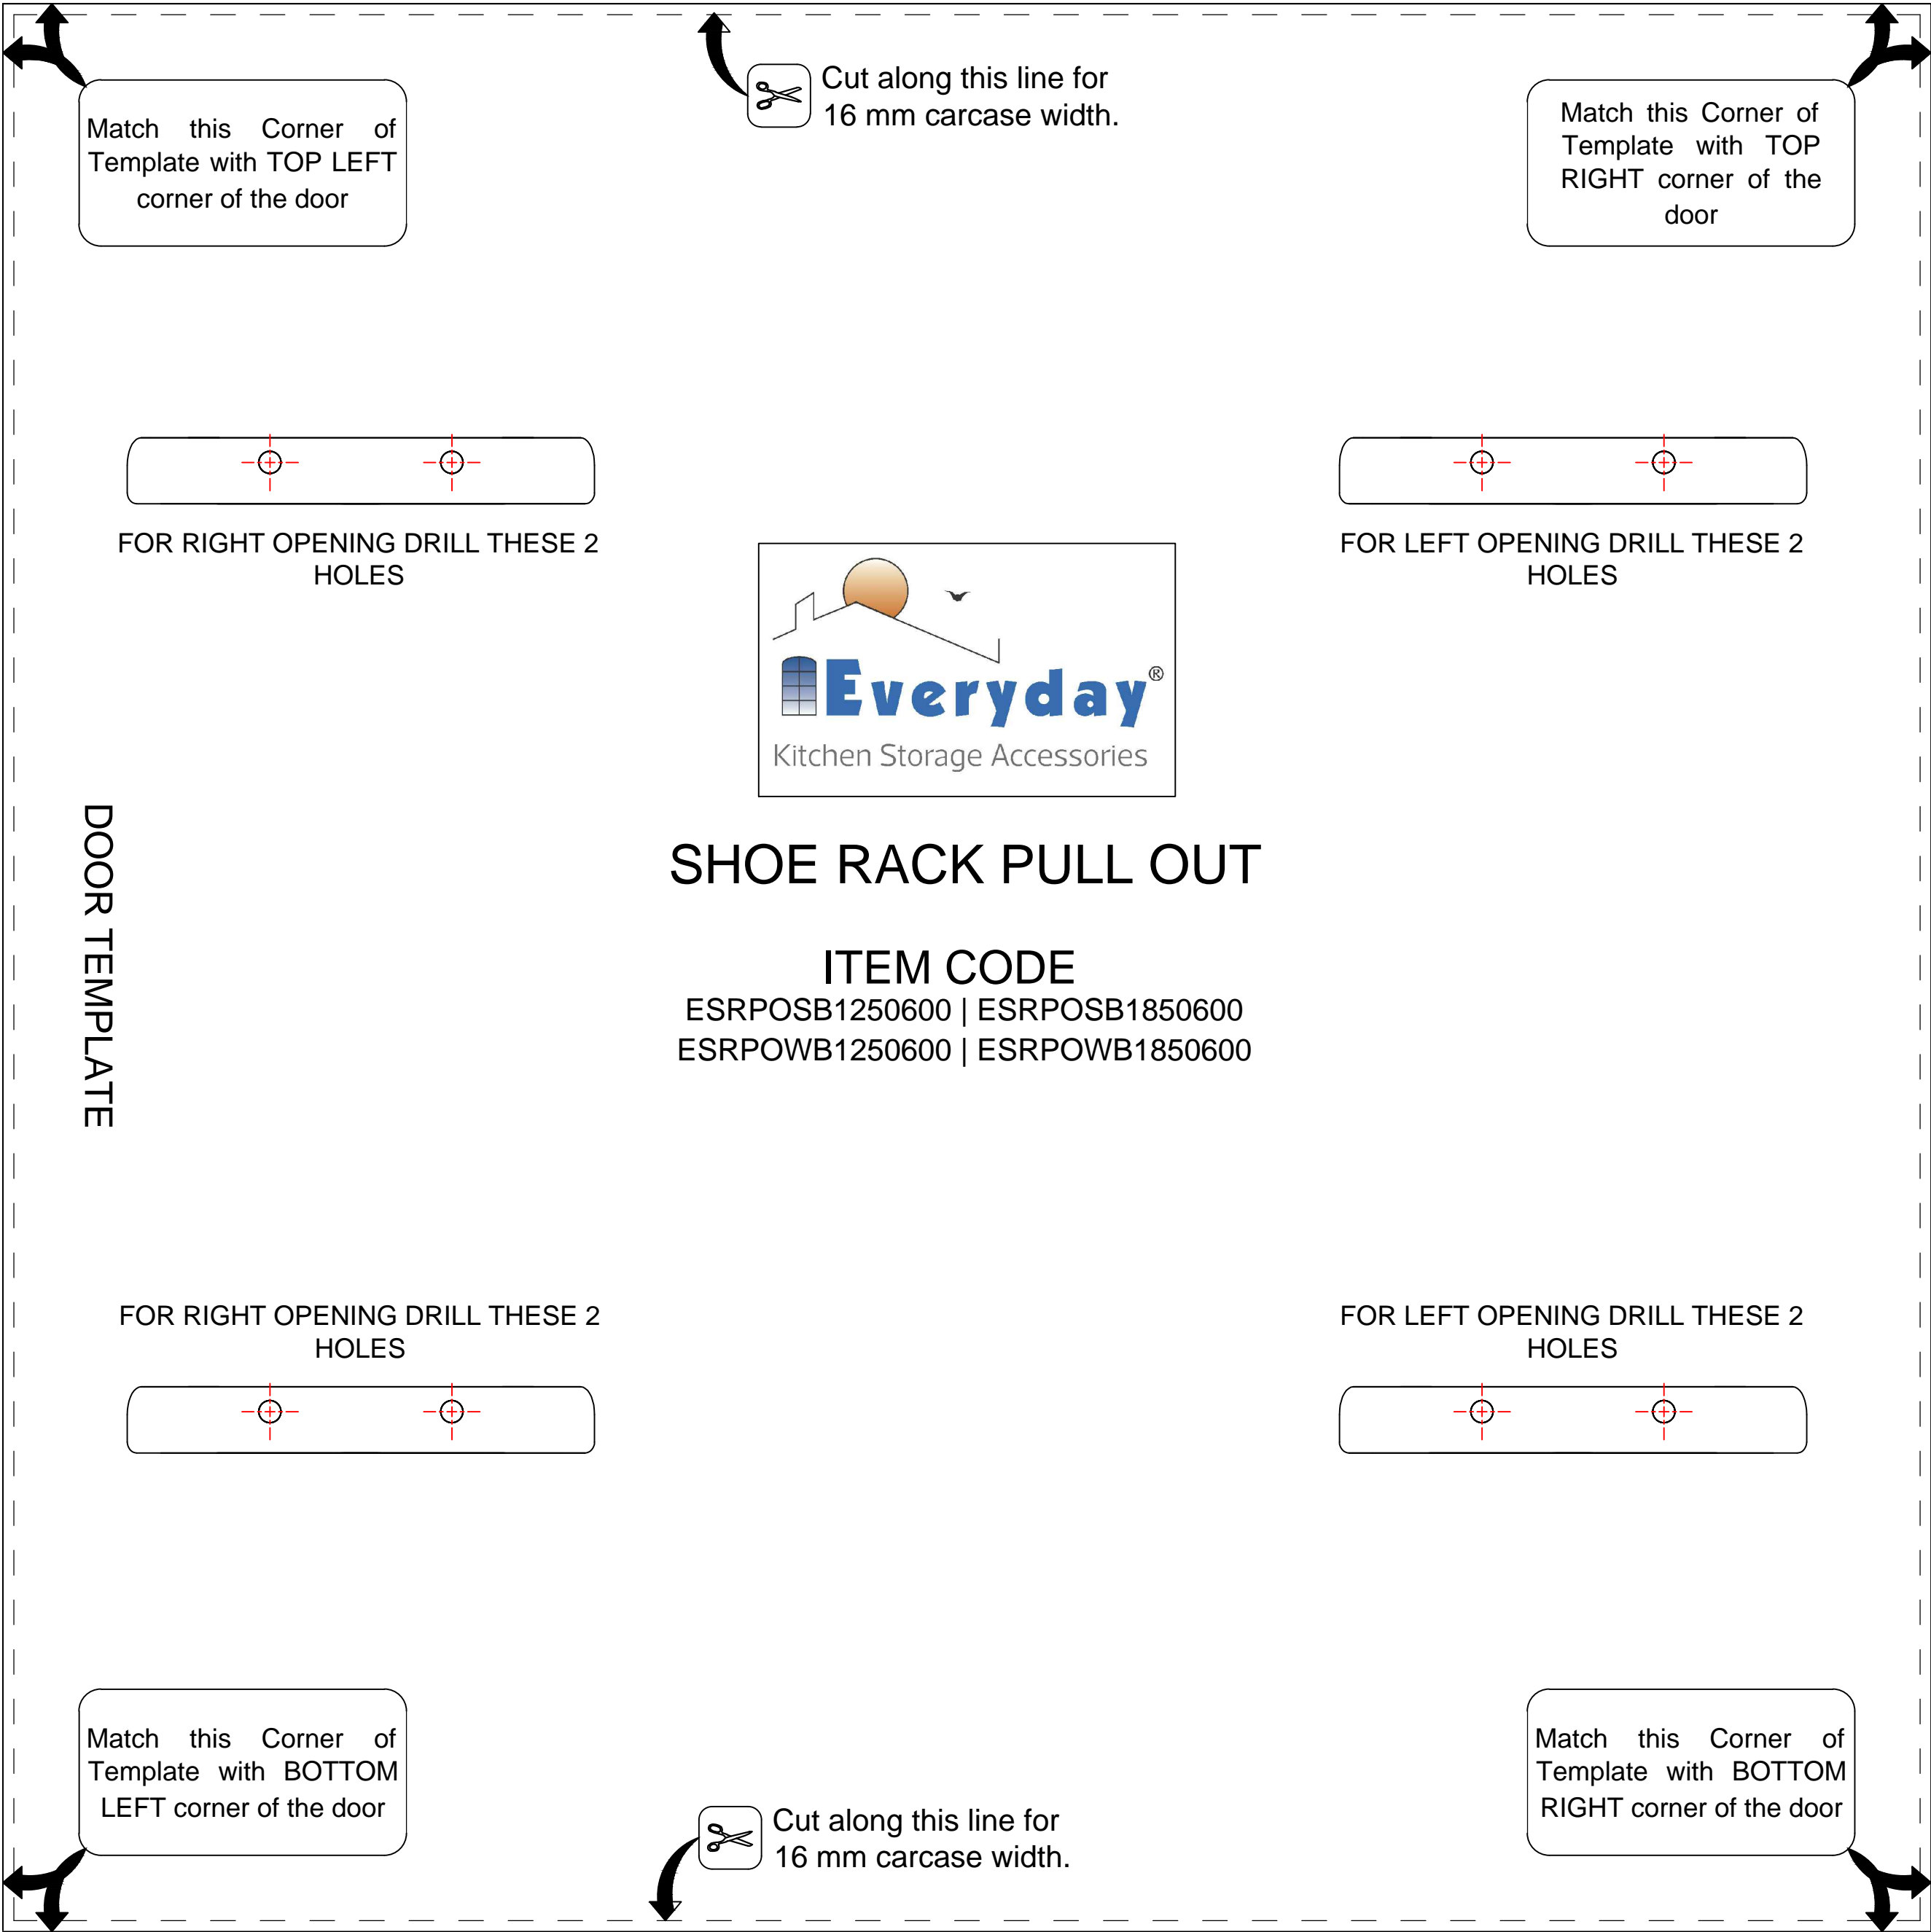 Cut along this line for
16 mm carcase width.
Match this Corner of
Template with TOP LEFT
corner of the door
Match this Corner of
Template with TOP
RIGHT corner of the
door
FOR RIGHT OPENING DRILL THESE 2
HOLES
FOR LEFT OPENING DRILL THESE 2
HOLES
Everyday®
Kitchen Storage Accessories
DOOR TEMPLATE
SHOE RACK PULL OUT
ITEM CODE
ESRPOSB1250600 | ESRPOSB1850600
ESRPOWB1250600 | ESRPOWB1850600
FOR RIGHT OPENING DRILL THESE 2
HOLES
FOR LEFT OPENING DRILL THESE 2
HOLES
Match this Corner of
Template with BOTTOM
LEFT corner of the door
Match this Corner of
Template with BOTTOM
RIGHT corner of the door
Cut along this line for
16 mm carcase width.